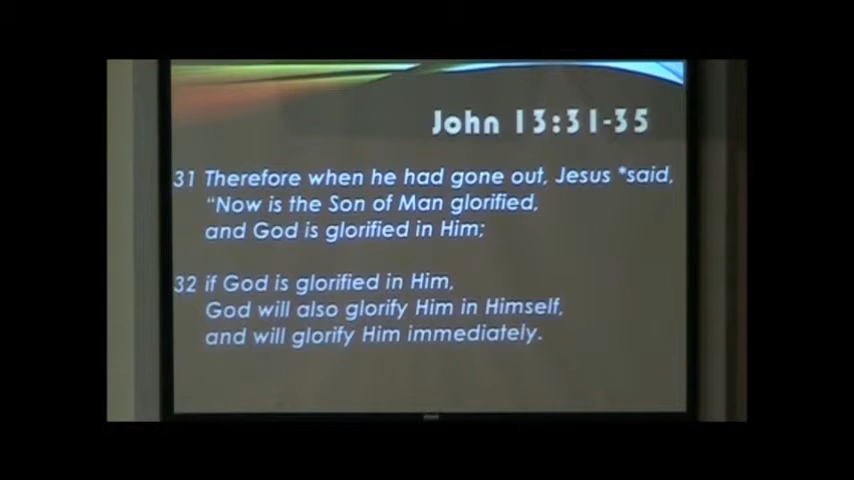 John 13:31-35
31 Therefore when he had gone out, Jesus *said,
“Now is the Son of Man glorified,
and God is glorified in Him;
32 if God is glorified in Him,
God will also glorify Him in Himself,
and will glorify Him immediately.